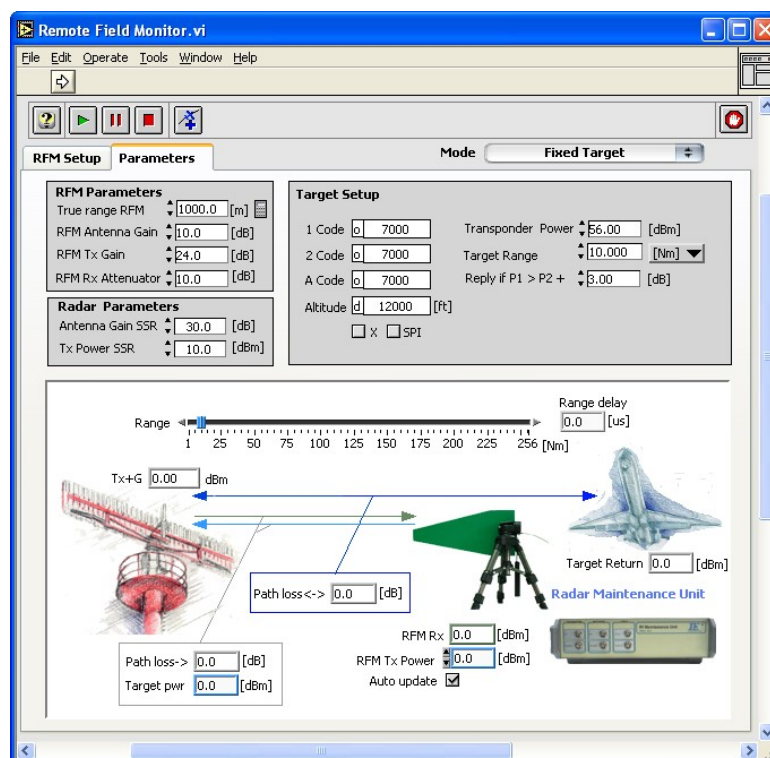 Remote Field Monitor.vi
File Edit Operate Tools Window Help
RFM Setup Parameters Mode Fixed Target
RFM Parameters
True range RFM 1000.0 [m]
RFM Antenna Gain 10.0 [dB]
RFM Tx Gain 24.0 [dB]
RFM Rx Attenuator 10.0 [dB]
Radar Parameters
Antenna Gain SSR 30.0 [dB]
Tx Power SSR 10.0 [dBm]
Target Setup
1 Code o 7000 Transponder Power 56.00 [dBm]
2 Code o 7000 Target Range 10.000 [Nm]
A Code o 7000 Reply if P1 > P2 + 3.00 [dB]
Altitude d 12000 [ft]
X SPI
Range delay
Range 0.0 [us]
1 25 50 75 100 125 150 175 200 225 256 [Nm]
Tx+G 0.00 dBm
Target Return 0.0 [dBm]
Path loss<-> 0.0 [dB]
Radar Maintenance Unit
RFM Rx 0.0 [dBm]
Path loss-> 0.0 [dB]
RFM Tx Power 0.0 [dBm]
Target pwr 0.0 [dBm]
Auto update